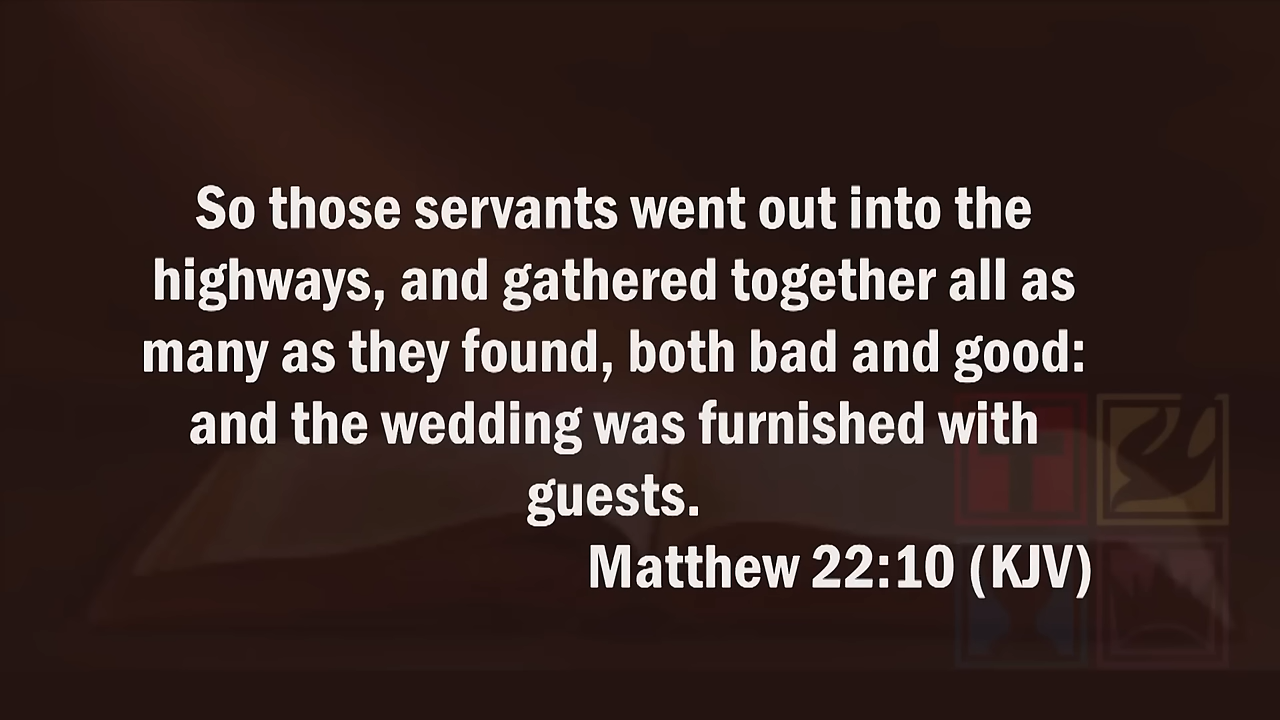 So those servants went out into the
highways, and gathered together all as
many as they found, both bad and good:
and the wedding was furnished with
guests.
Matthew 22:10 (KJV)